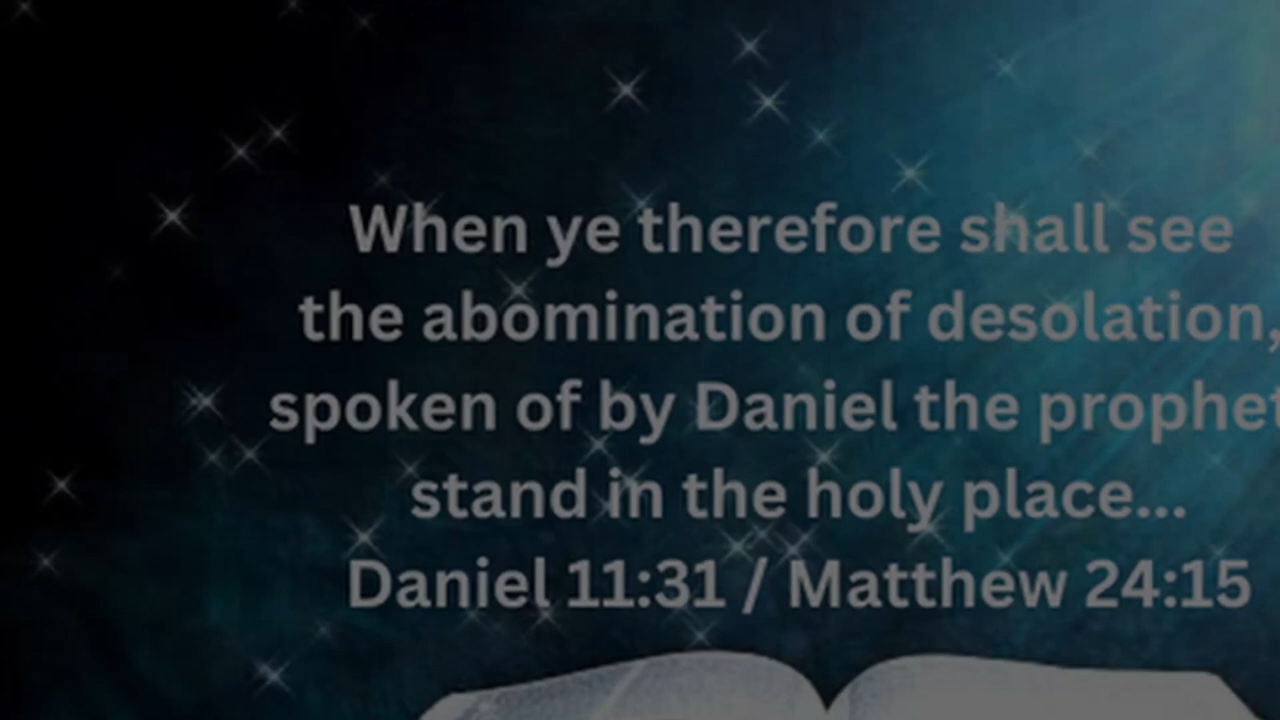 When ye therefore shall see
the abomination of desolation,
spoken of by Daniel the prophet
stand in the holy place...
Daniel 11:31 / Matthew 24:15